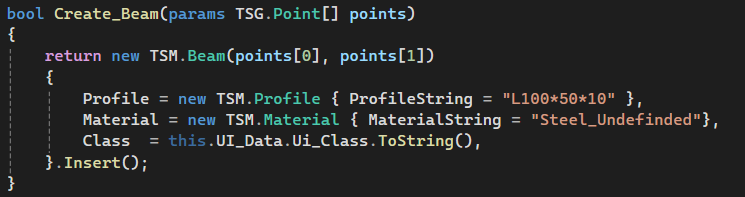 bool Create_Beam(params TSG.Point[] points)
{
return new TSM.Beam(points[0], points[1])
{
Profile = new TSM.Profile { ProfileString = "L100*50*10" },
Material = new TSM.Material { MaterialString = "Steel_Undefinded"},
Class  = this.UI_Data.Ui_Class.ToString(),
}.Insert();
}